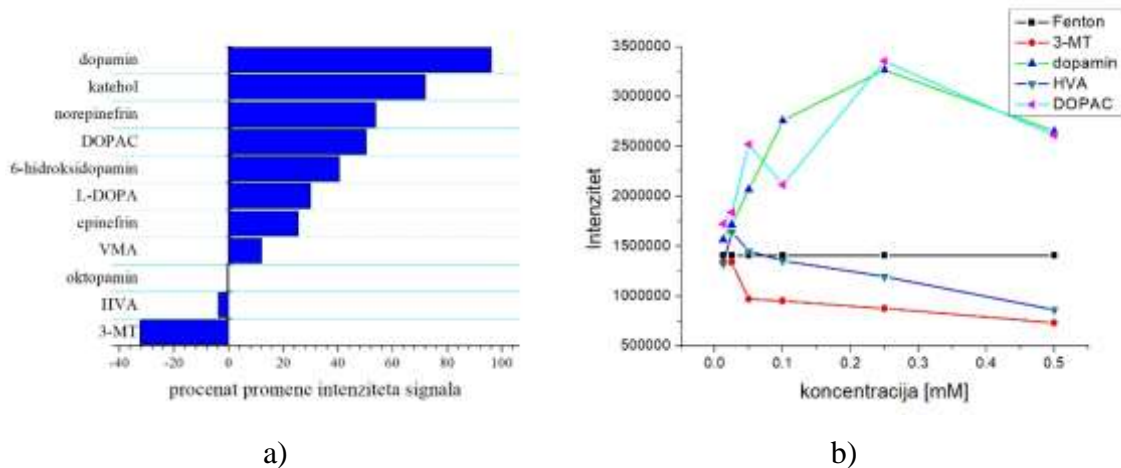 dopamin
katehol
norepinefrin
DOPAC
6-hidroksidopamin
L-DOPA
epinefrin
VMA
oktopamin
HVA
3-MT
-40 -20 0 20 40 60 80 100
procenat promene intenziteta signala
a)
Fenton
3-MT
dopamin
HVA
DOPAC
3500000
3000000
2500000
2000000
1500000
1000000
500000
Intenzitet
0.0 0.1 0.2 0.3 0.4 0.5
koncentracija [mM]
b)